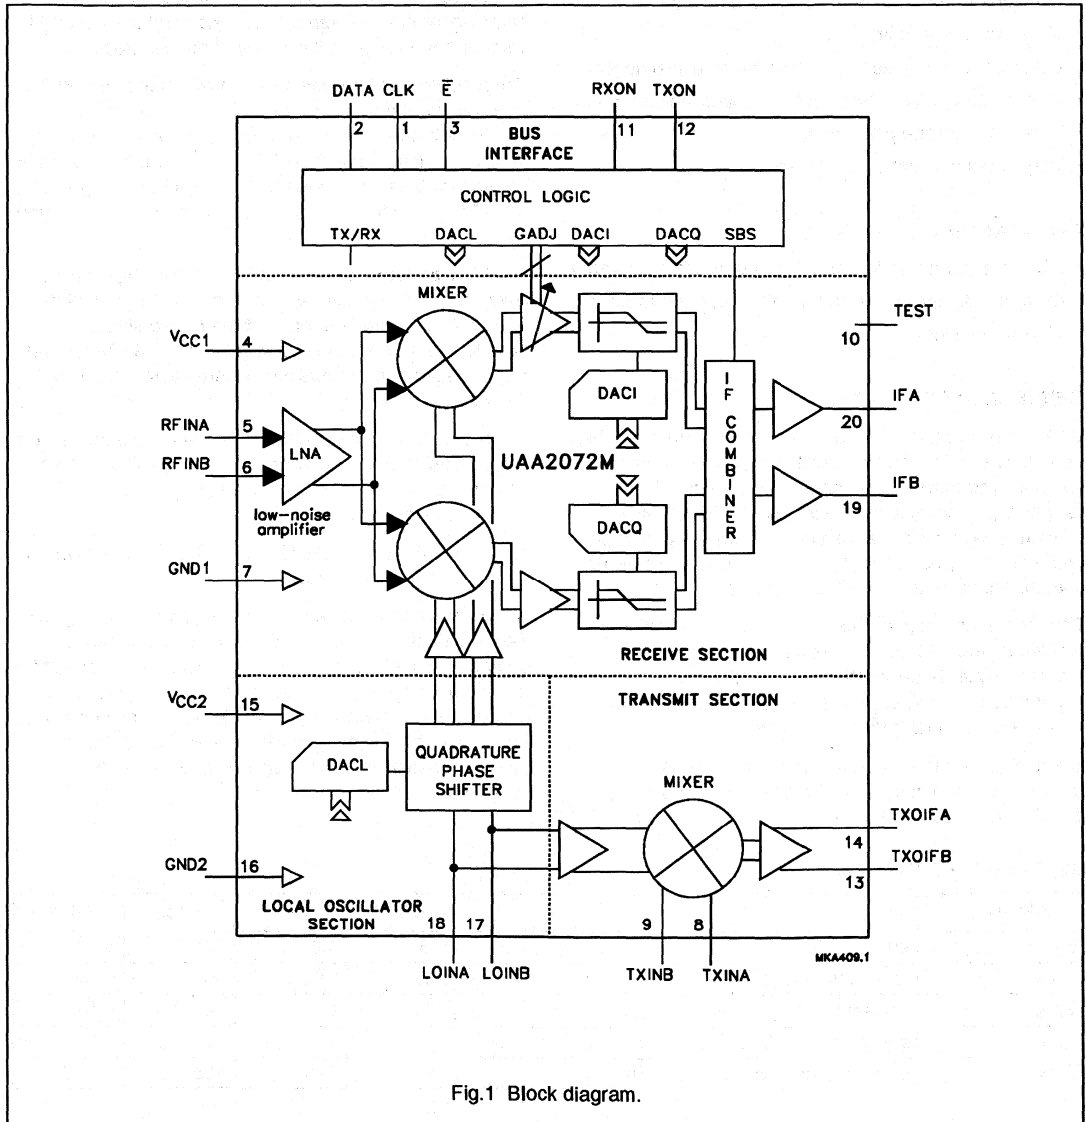 DATA CLK E̅ RXON TXON
2 1 3 11 12
BUS
INTERFACE
CONTROL LOGIC
TX/RX DACL GADJ DACI DACQ SBS
MIXER
TEST
10
VCC1
4
DACI
IF COMBINER
IFA
20
RFINA
5
LNA
RFINB
6
UAA2072M
IFB
19
low-noise
amplifier
DACQ
GND1
7
RECEIVE SECTION
VCC2
15
TRANSMIT SECTION
DACL
QUADRATURE
PHASE
SHIFTER
MIXER
TXOIFA
14
TXOIFB
13
GND2
16
LOCAL OSCILLATOR
SECTION
18 17 9 8
MKA409.1
LOINA LOINB TXINB TXINA
Fig.1 Block diagram.